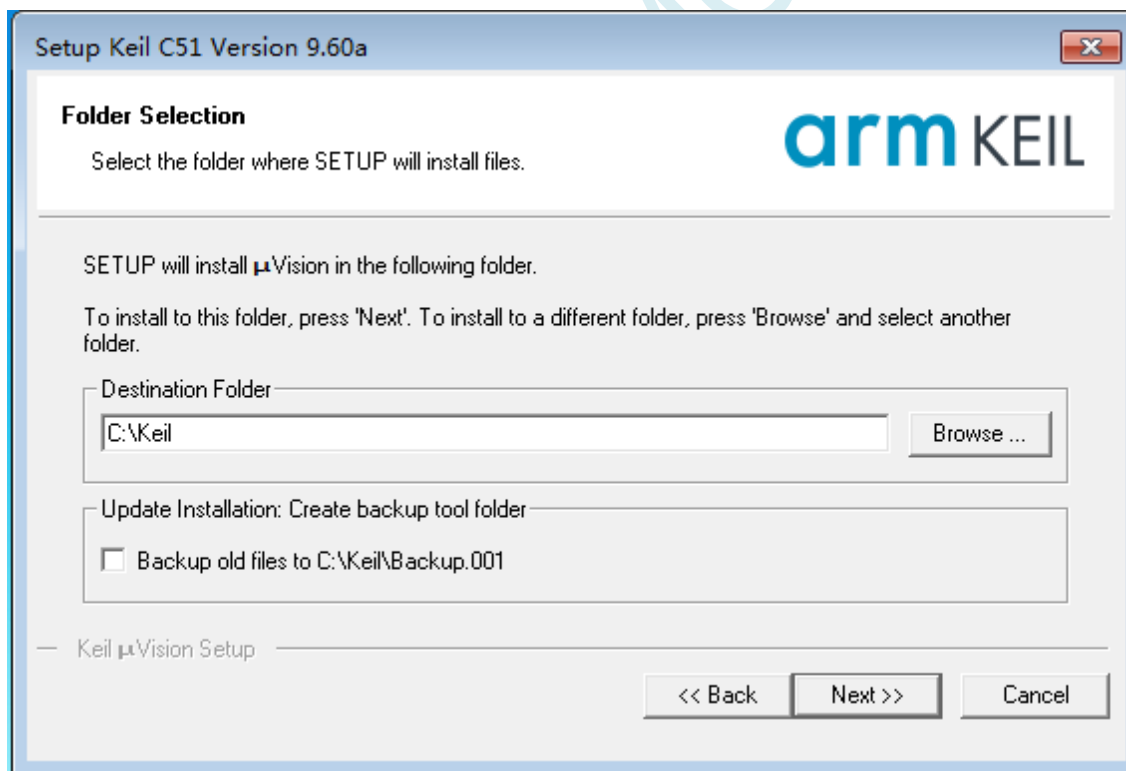 Setup Keil C51 Version 9.60a
Folder Selection
Select the folder where SETUP will install files.
arm KEIL
SETUP will install µVision in the following folder.
To install to this folder, press 'Next'. To install to a different folder, press 'Browse' and select another
folder.
Destination Folder
C:\Keil
Browse ...
Update Installation: Create backup tool folder
Backup old files to C:\Keil\Backup.001
Keil µVision Setup
<< Back
Next >>
Cancel